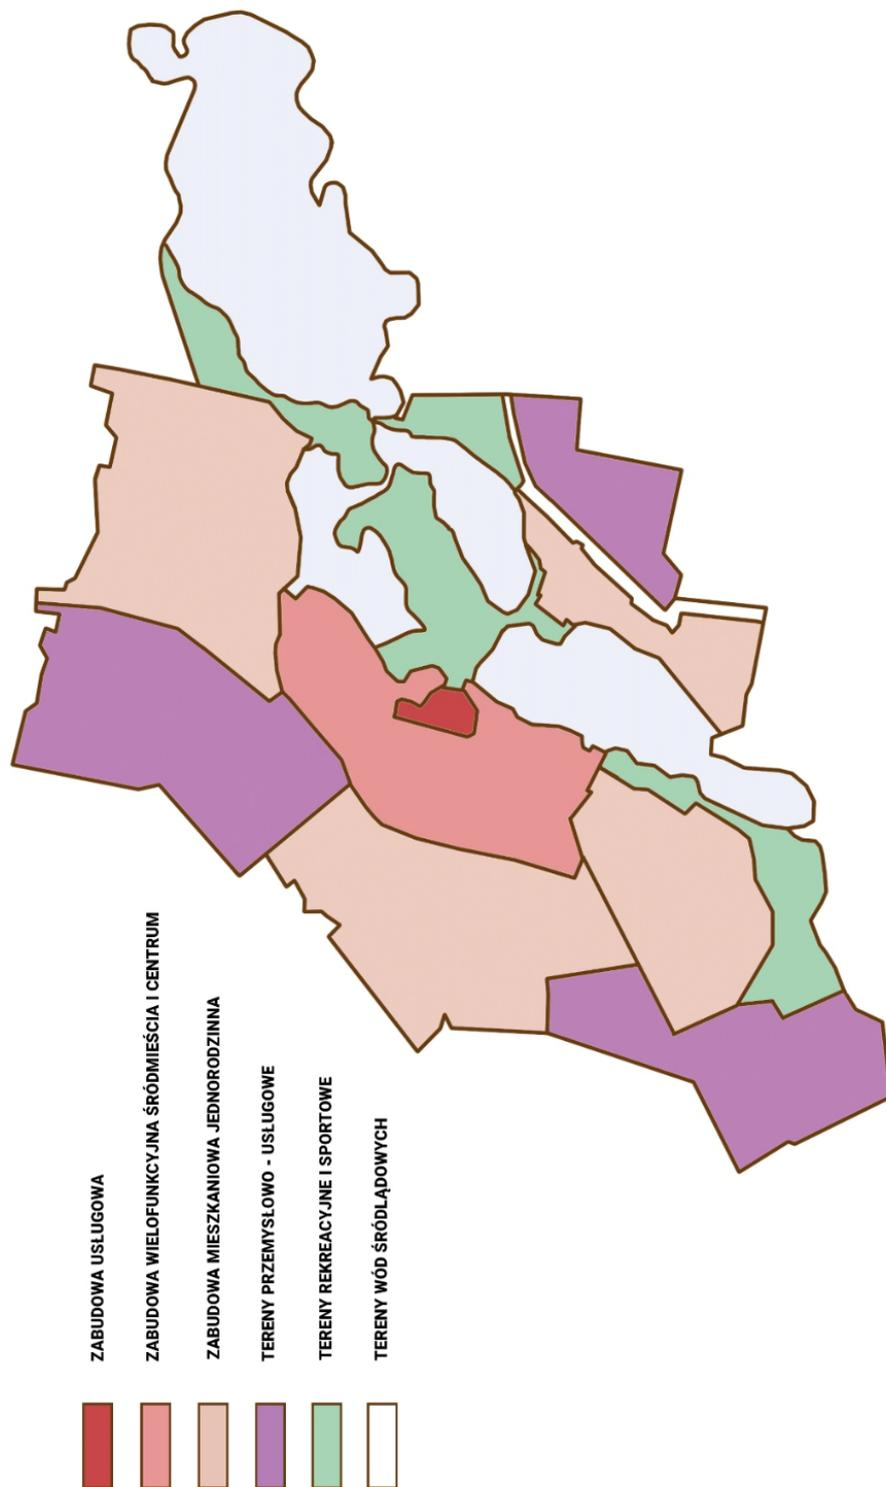 ZABUDOWA USŁUGOWA
ZABUDOWA WIELOFUNKCYJNA ŚRÓDMIEŚCIA I CENTRUM
ZABUDOWA MIESZKANIOWA JEDNORODZINNA
TERENY PRZEMYSŁOWO - USŁUGOWE
TERENY REKREACYJNE I SPORTOWE
TERENY WÓD ŚRÓDLĄDOWYCH